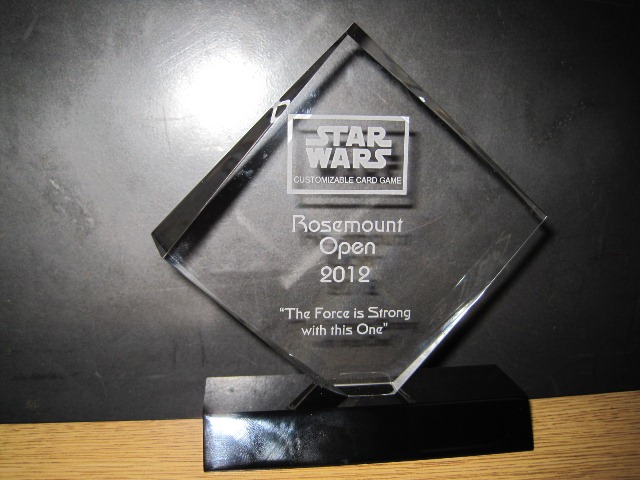 STAR
WARS
CUSTOMIZABLE CARD GAME
Rosemount
Open
2012
"The Force is Strong
with this One"